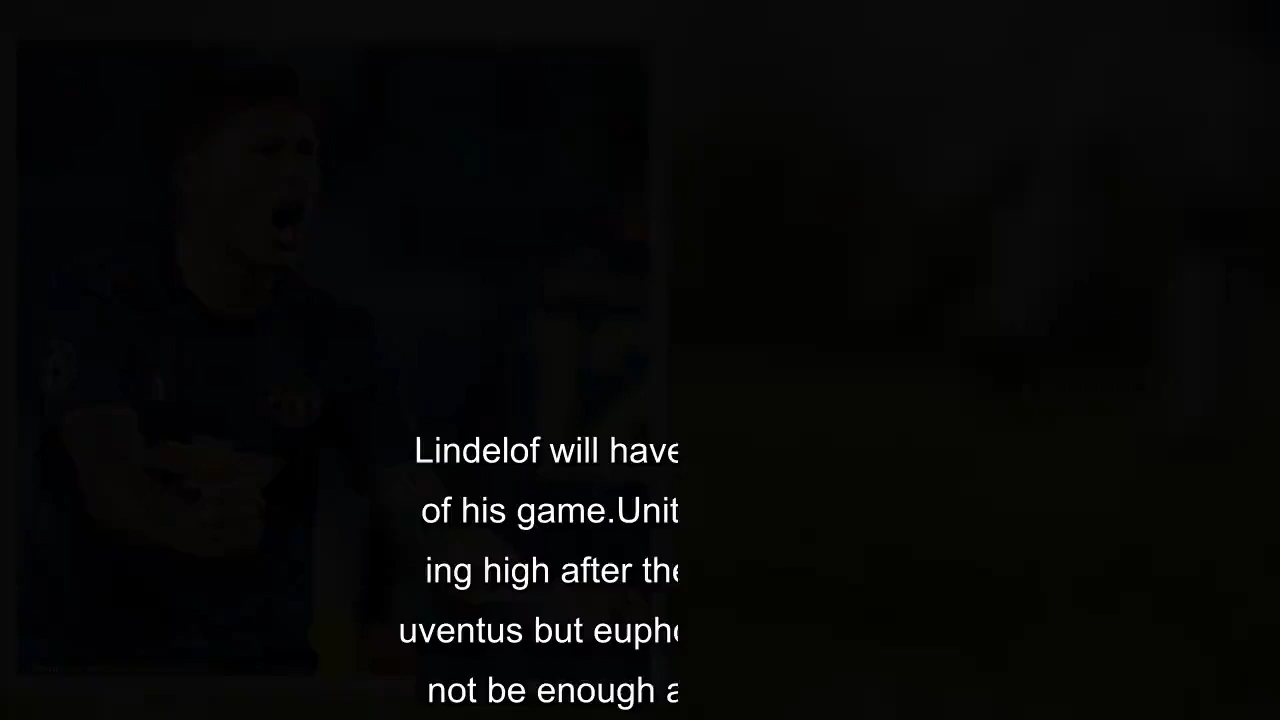 Lindelof will have
of his game.Unit
ing high after the
uventus but eupho
not be enough a